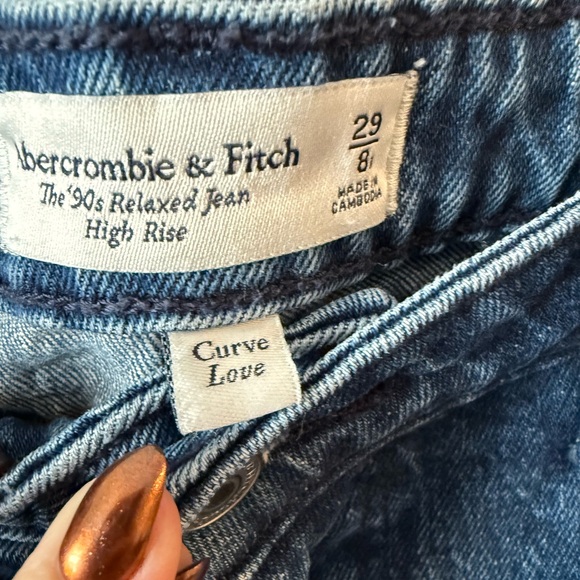 Abercrombie & Fitch
The '90s Relaxed Jean
High Rise
29
8
MADE IN
CAMBODIA
Curve
Love